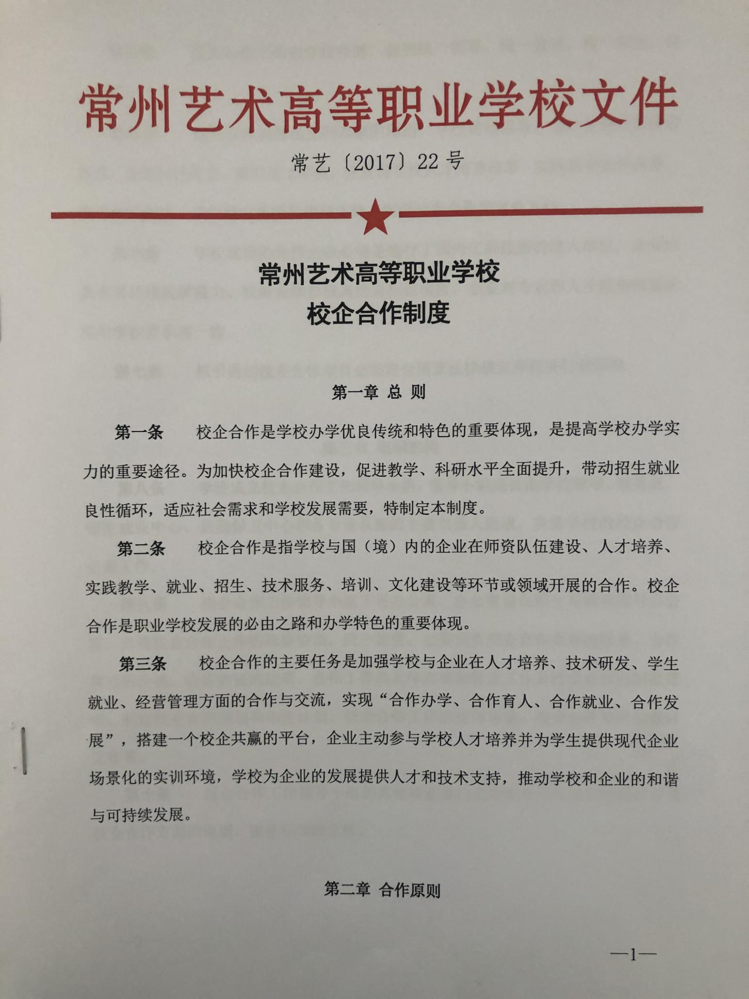 常州艺术高等职业学校文件
常艺〔2017〕22号
常州艺术高等职业学校
校企合作制度
第一章 总 则
第一条 校企合作是学校办学优良传统和特色的重要体现，是提高学校办学实
力的重要途径。为加快校企合作建设，促进教学、科研水平全面提升，带动招生就业
良性循环，适应社会需求和学校发展需要，特制定本制度。
第二条 校企合作是指学校与国（境）内的企业在师资队伍建设、人才培养、
实践教学、就业、招生、技术服务、培训、文化建设等环节或领域开展的合作。校企
合作是职业学校发展的必由之路和办学特色的重要体现。
第三条 校企合作的主要任务是加强学校与企业在人才培养、技术研发、学生
就业、经营管理方面的合作与交流，实现“合作办学、合作育人、合作就业、合作发
展”，搭建一个校企共赢的平台，企业主动参与学校人才培养并为学生提供现代企业
场景化的实训环境，学校为企业的发展提供人才和技术支持，推动学校和企业的和谐
与可持续发展。
第二章 合作原则
—1—